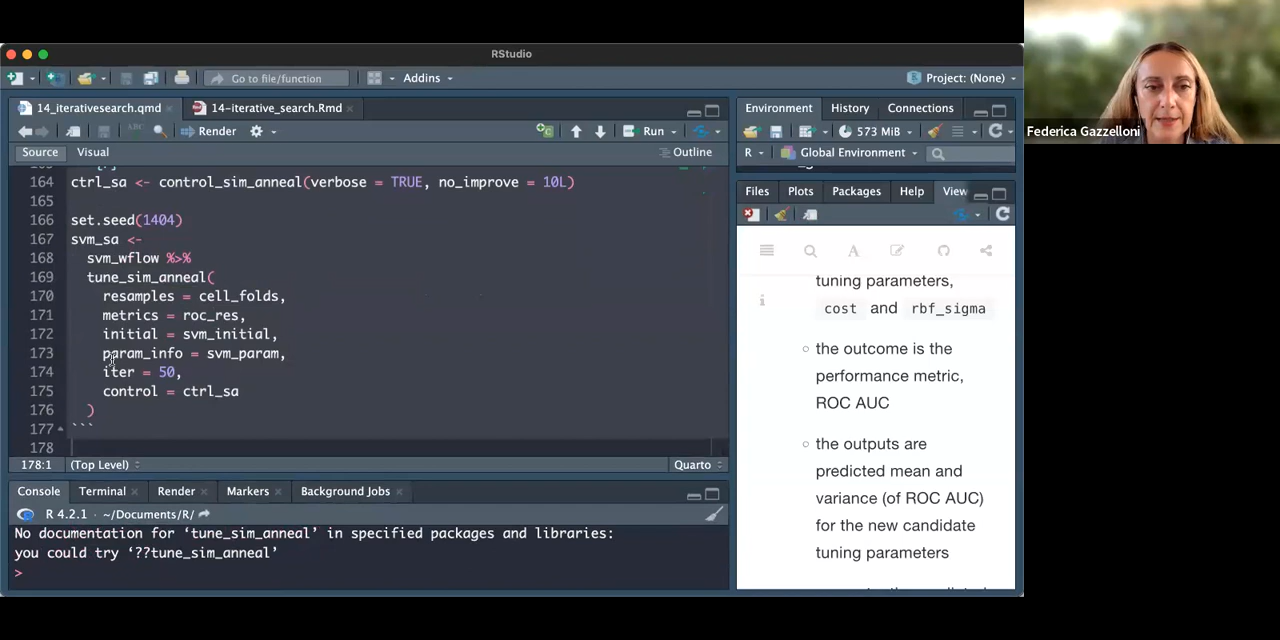 RStudio
Go to file/function
Addins
Project: (None)
14_iterativesearch.qmd
14-iterative_search.Rmd
Render
Run
Source
Visual
Outline
164 ctrl_sa <- control_sim_anneal(verbose = TRUE, no_improve = 10L)
165
166 set.seed(1404)
167 svm_sa <-
168 svm_wflow %>%
169 tune_sim_anneal(
170 resamples = cell_folds,
171 metrics = roc_res,
172 initial = svm_initial,
173 param_info = svm_param,
174 iter = 50,
175 control = ctrl_sa
176 )
177 ```
178
178:1 (Top Level) Quarto
Console Terminal Render Markers Background Jobs
R 4.2.1 · ~/Documents/R/
No documentation for ‘tune_sim_anneal’ in specified packages and libraries:
you could try ‘??tune_sim_anneal’
>
Environment History Connections
573 MiB
R Global Environment
Files Plots Packages Help View
tuning parameters,
cost and rbf_sigma
the outcome is the
performance metric,
ROC AUC
the outputs are
predicted mean and
variance (of ROC AUC)
for the new candidate
tuning parameters
Federica Gazzelloni